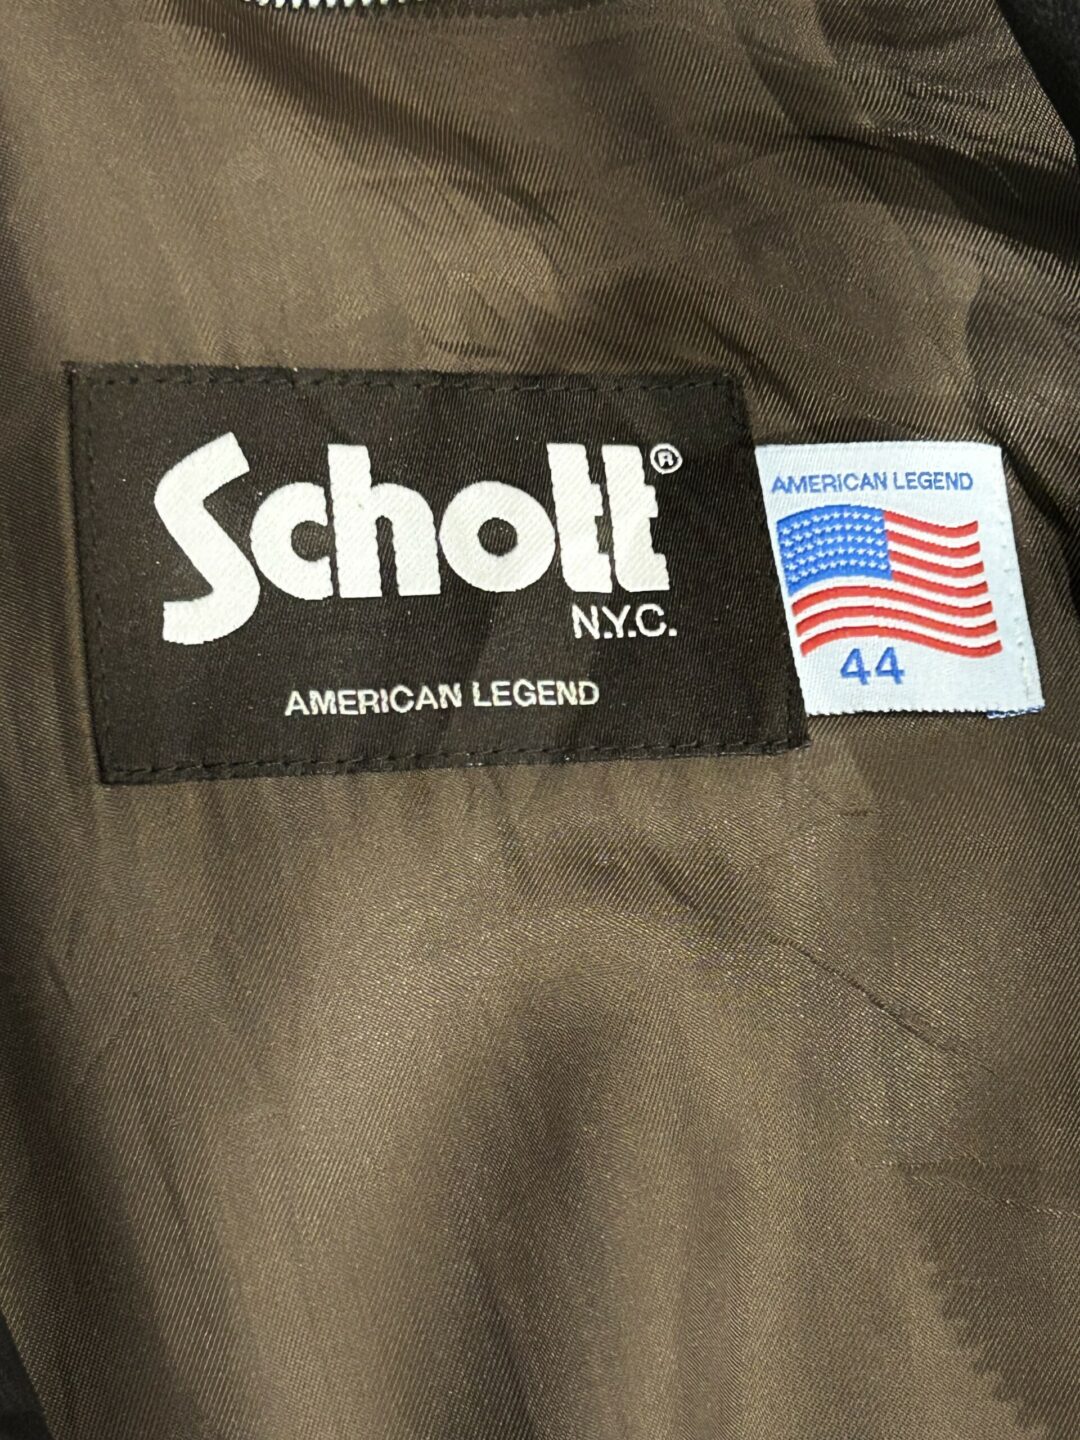 Schott®
N.Y.C.
AMERICAN LEGEND
AMERICAN LEGEND
44